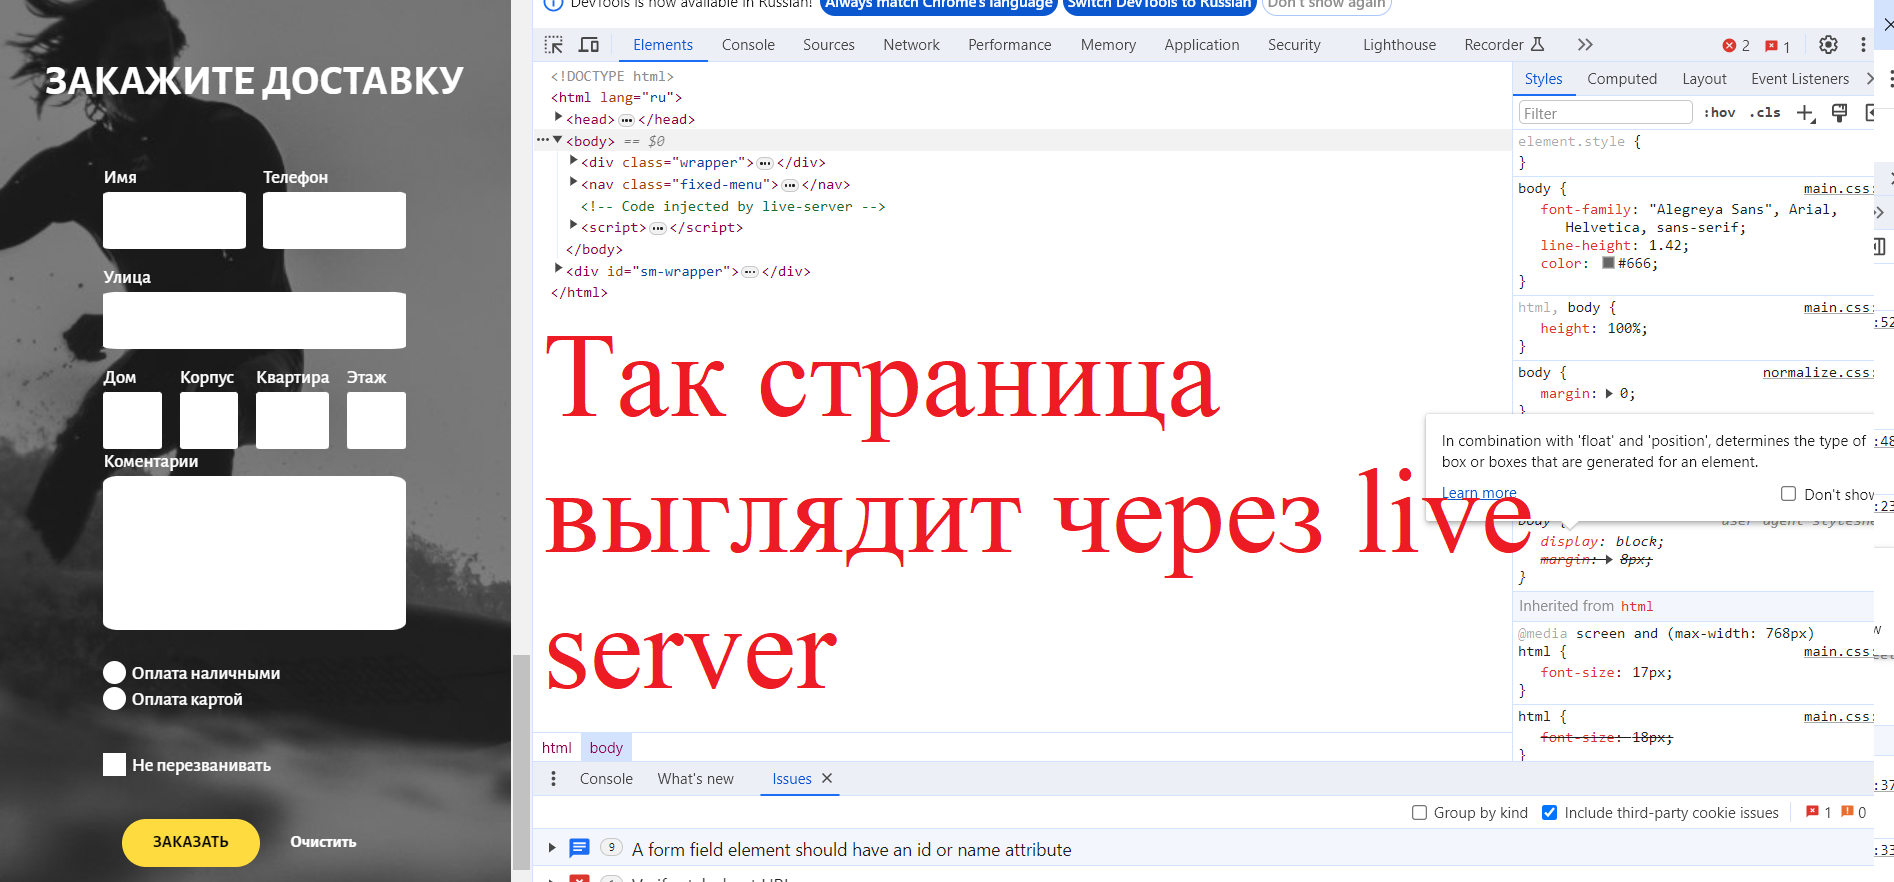 DevTools is now available in Russian! Always match Chrome's language Switch DevTools to Russian Don't show again
Elements Console Sources Network Performance Memory Application Security Lighthouse Recorder 2 1
ЗАКАЖИТЕ ДОСТАВКУ
Имя Телефон
Улица
Дом Корпус Квартира Этаж
Коментарии
Оплата наличными
Оплата картой
Не перезванивать
ЗАКАЗАТЬ Очистить
<!DOCTYPE html>
<html lang="ru">
<head> ••• </head>
••• <body> == $0
<div class="wrapper"> ••• </div>
<nav class="fixed-menu"> ••• </nav>
<!-- Code injected by live-server -->
<script> ••• </script>
</body>
<div id="sm-wrapper"> ••• </div>
</html>
Так страница
выглядит через live
server
Styles Computed Layout Event Listeners
Filter :hov .cls
element.style {
}
body { main.css:
font-family: "Alegreya Sans", Arial,
Helvetica, sans-serif;
line-height: 1.42;
color: #666;
}
html, body { main.css:
:52
height: 100%;
}
body { normalize.css:
margin: 0;
}
In combination with 'float' and 'position', determines the type of :48
box or boxes that are generated for an element.
Learn more Don't show
:23
body { user agent styleshe
display: block;
margin: 8px;
}
Inherited from html
@media screen and (max-width: 768px)
html { main.css:
font-size: 17px;
}
html { main.css:
font-size: 18px;
}
html body
Console What's new Issues
:37
Group by kind Include third-party cookie issues 1 0
9 A form field element should have an id or name attribute
:33